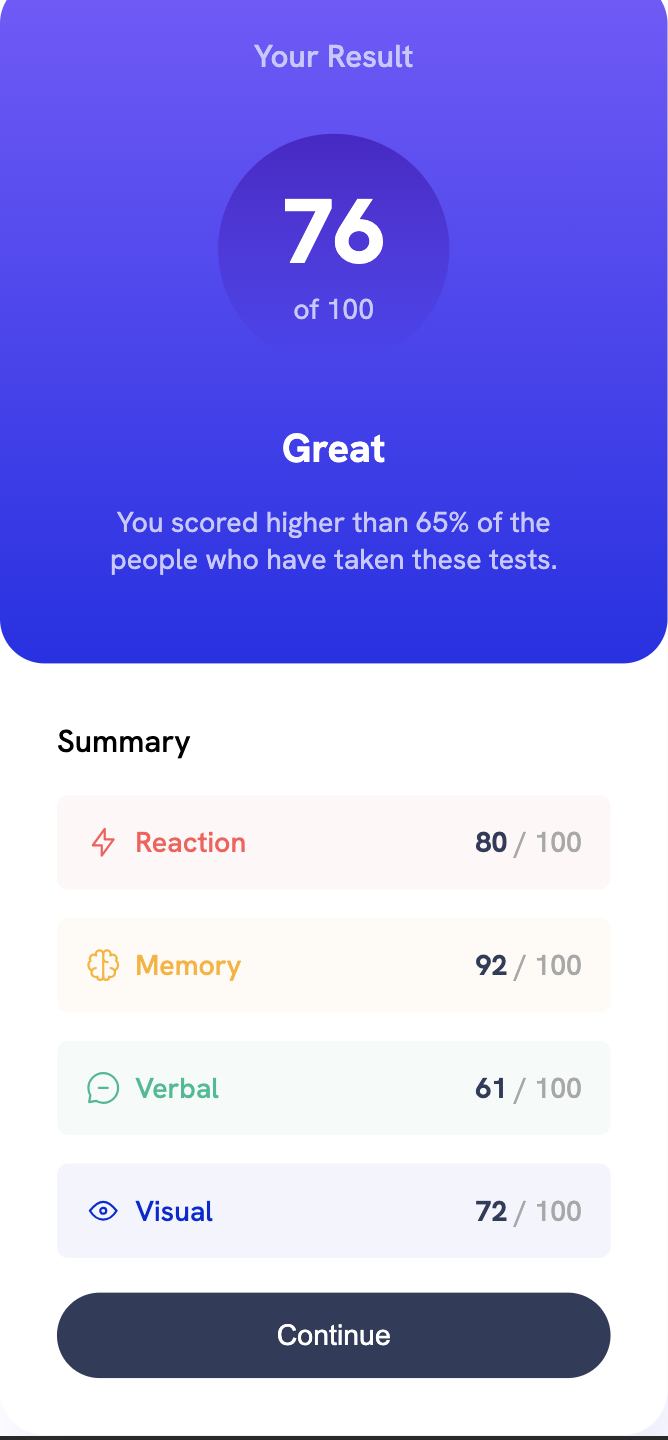 Your Result
76
of 100
Great
You scored higher than 65% of the
people who have taken these tests.
Summary
Reaction 80 / 100
Memory 92 / 100
Verbal 61 / 100
Visual 72 / 100
Continue